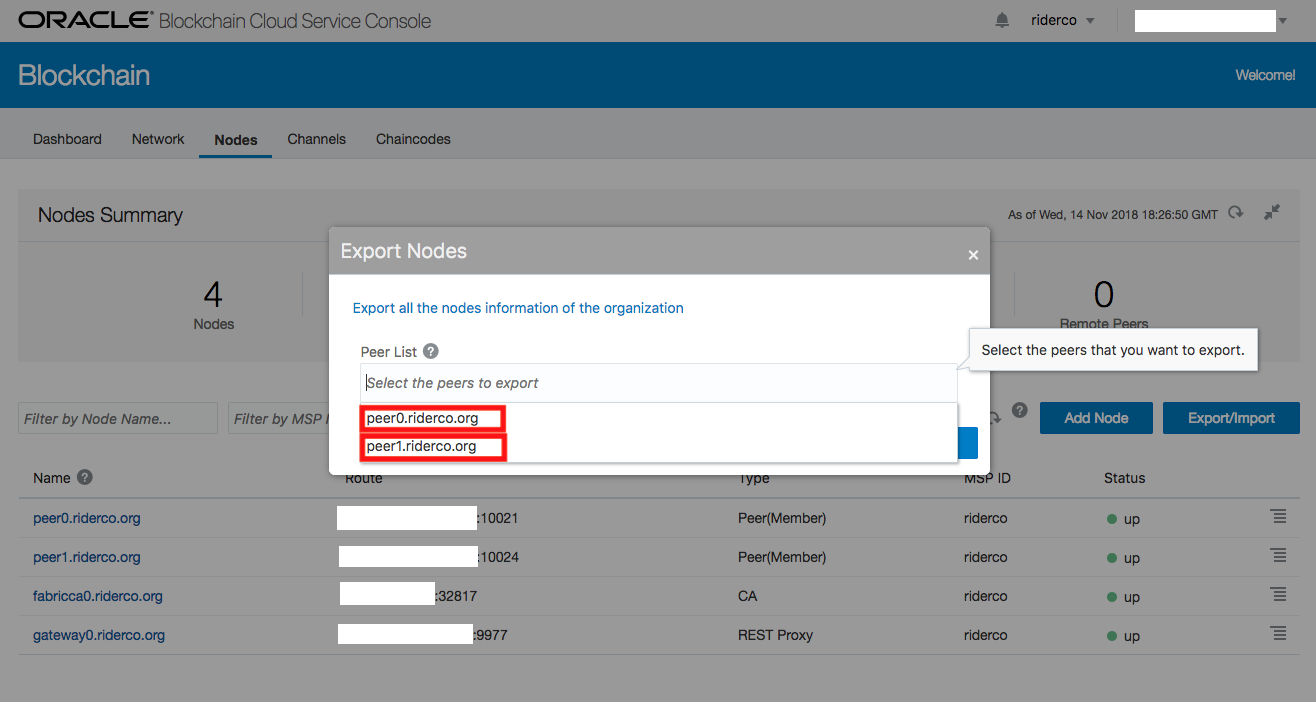 ORACLE® Blockchain Cloud Service Console
riderco
Blockchain
Welcome!
Dashboard Network Nodes Channels Chaincodes
Nodes Summary
As of Wed, 14 Nov 2018 18:26:50 GMT
4
Nodes
0
Remote Peers
Export Nodes
×
Export all the nodes information of the organization
Peer List ?
Select the peers to export
Select the peers that you want to export.
peer0.riderco.org
peer1.riderco.org
Filter by Node Name...
Filter by MSP
?
Add Node
Export/Import
Name ? Route Type MSP ID Status
peer0.riderco.org :10021 Peer(Member) riderco up
peer1.riderco.org :10024 Peer(Member) riderco up
fabricca0.riderco.org :32817 CA riderco up
gateway0.riderco.org :9977 REST Proxy riderco up